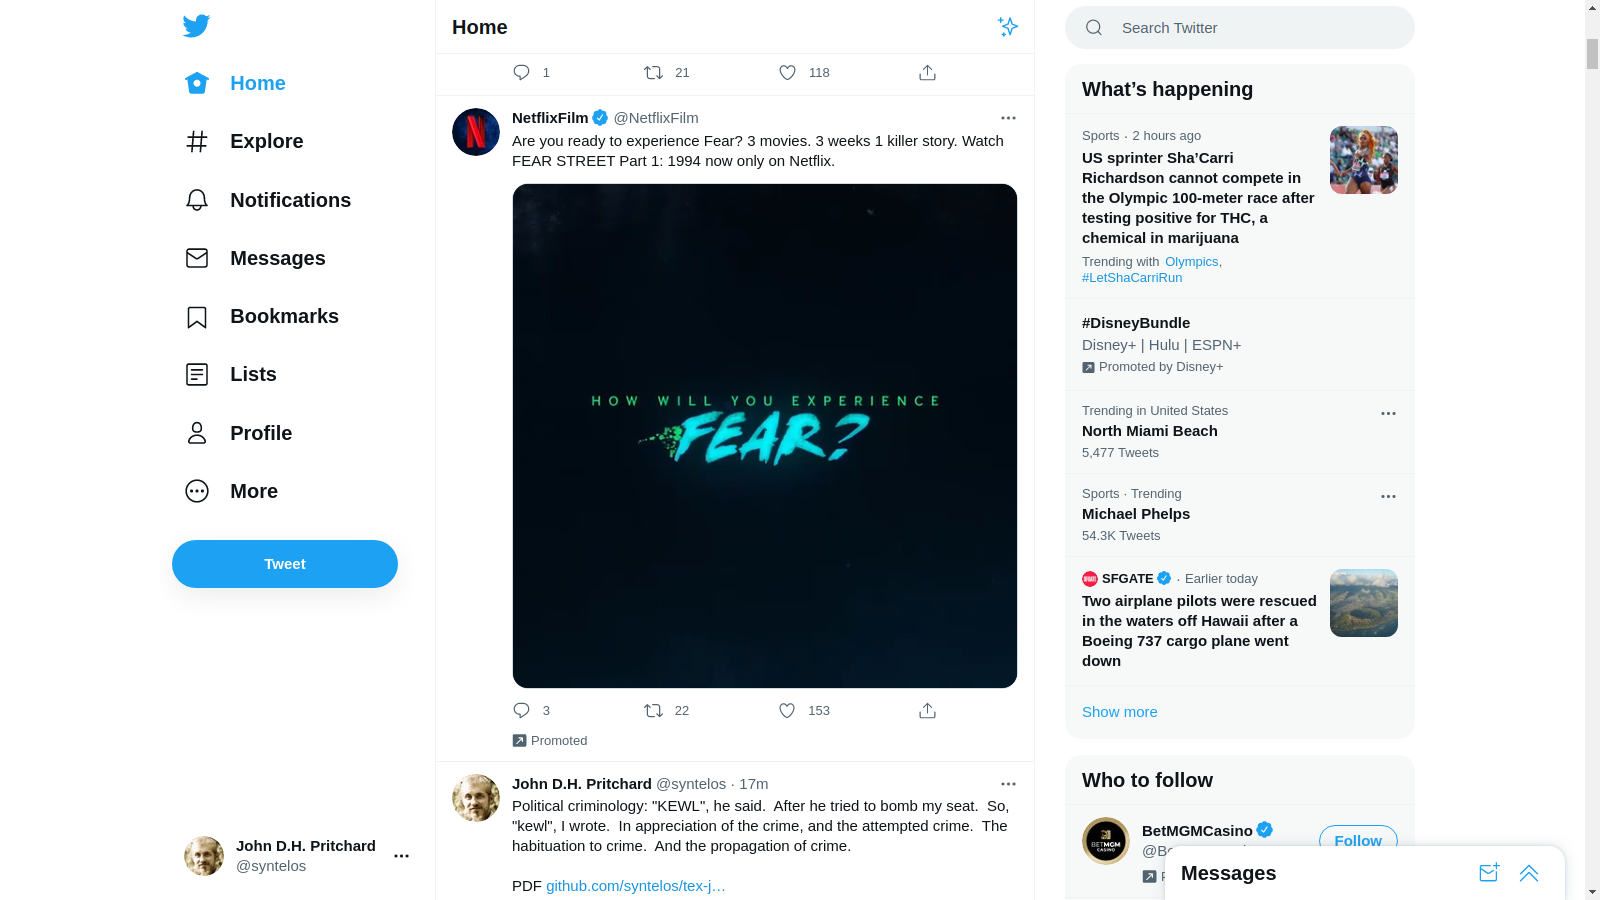 Home
Explore
Notifications
Messages
Bookmarks
Lists
Profile
More
Tweet
John D.H. Pritchard
@syntelos
Home
1 21 118
NetflixFilm @NetflixFilm
Are you ready to experience Fear? 3 movies. 3 weeks 1 killer story. Watch
FEAR STREET Part 1: 1994 now only on Netflix.
HOW WILL YOU EXPERIENCE
FEAR?
3 22 153
Promoted
John D.H. Pritchard @syntelos · 17m
Political criminology: "KEWL", he said.  After he tried to bomb my seat.  So,
"kewl", I wrote.  In appreciation of the crime, and the attempted crime.  The
habituation to crime.  And the propagation of crime.
PDF github.com/syntelos/tex-j…
Search Twitter
What’s happening
Sports · 2 hours ago
US sprinter Sha’Carri
Richardson cannot compete in
the Olympic 100-meter race after
testing positive for THC, a
chemical in marijuana
Trending with Olympics,
#LetShaCarriRun
#DisneyBundle
Disney+ | Hulu | ESPN+
Promoted by Disney+
Trending in United States
North Miami Beach
5,477 Tweets
Sports · Trending
Michael Phelps
54.3K Tweets
SFGATE · Earlier today
Two airplane pilots were rescued
in the waters off Hawaii after a
Boeing 737 cargo plane went
down
Show more
Who to follow
BETMGM
CASINO
BetMGMCasino
Follow
Messages